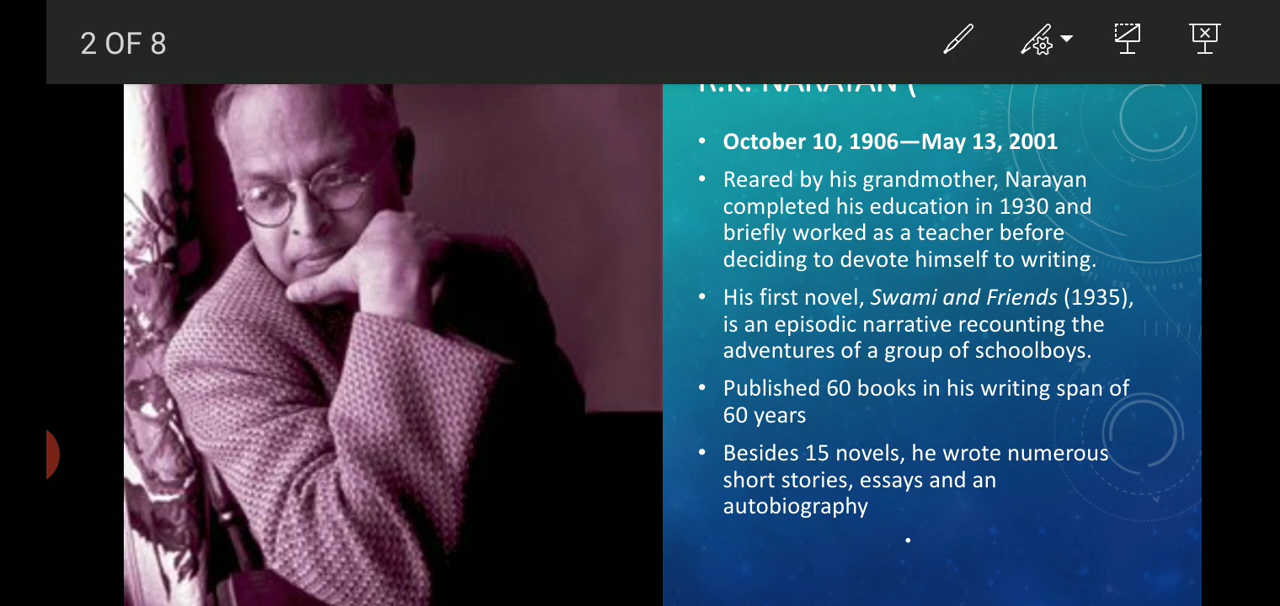 2 OF 8
R.K. NARAYAN (
• October 10, 1906—May 13, 2001
• Reared by his grandmother, Narayan
completed his education in 1930 and
briefly worked as a teacher before
deciding to devote himself to writing.
• His first novel, Swami and Friends (1935),
is an episodic narrative recounting the
adventures of a group of schoolboys.
• Published 60 books in his writing span of
60 years
• Besides 15 novels, he wrote numerous
short stories, essays and an
autobiography
•